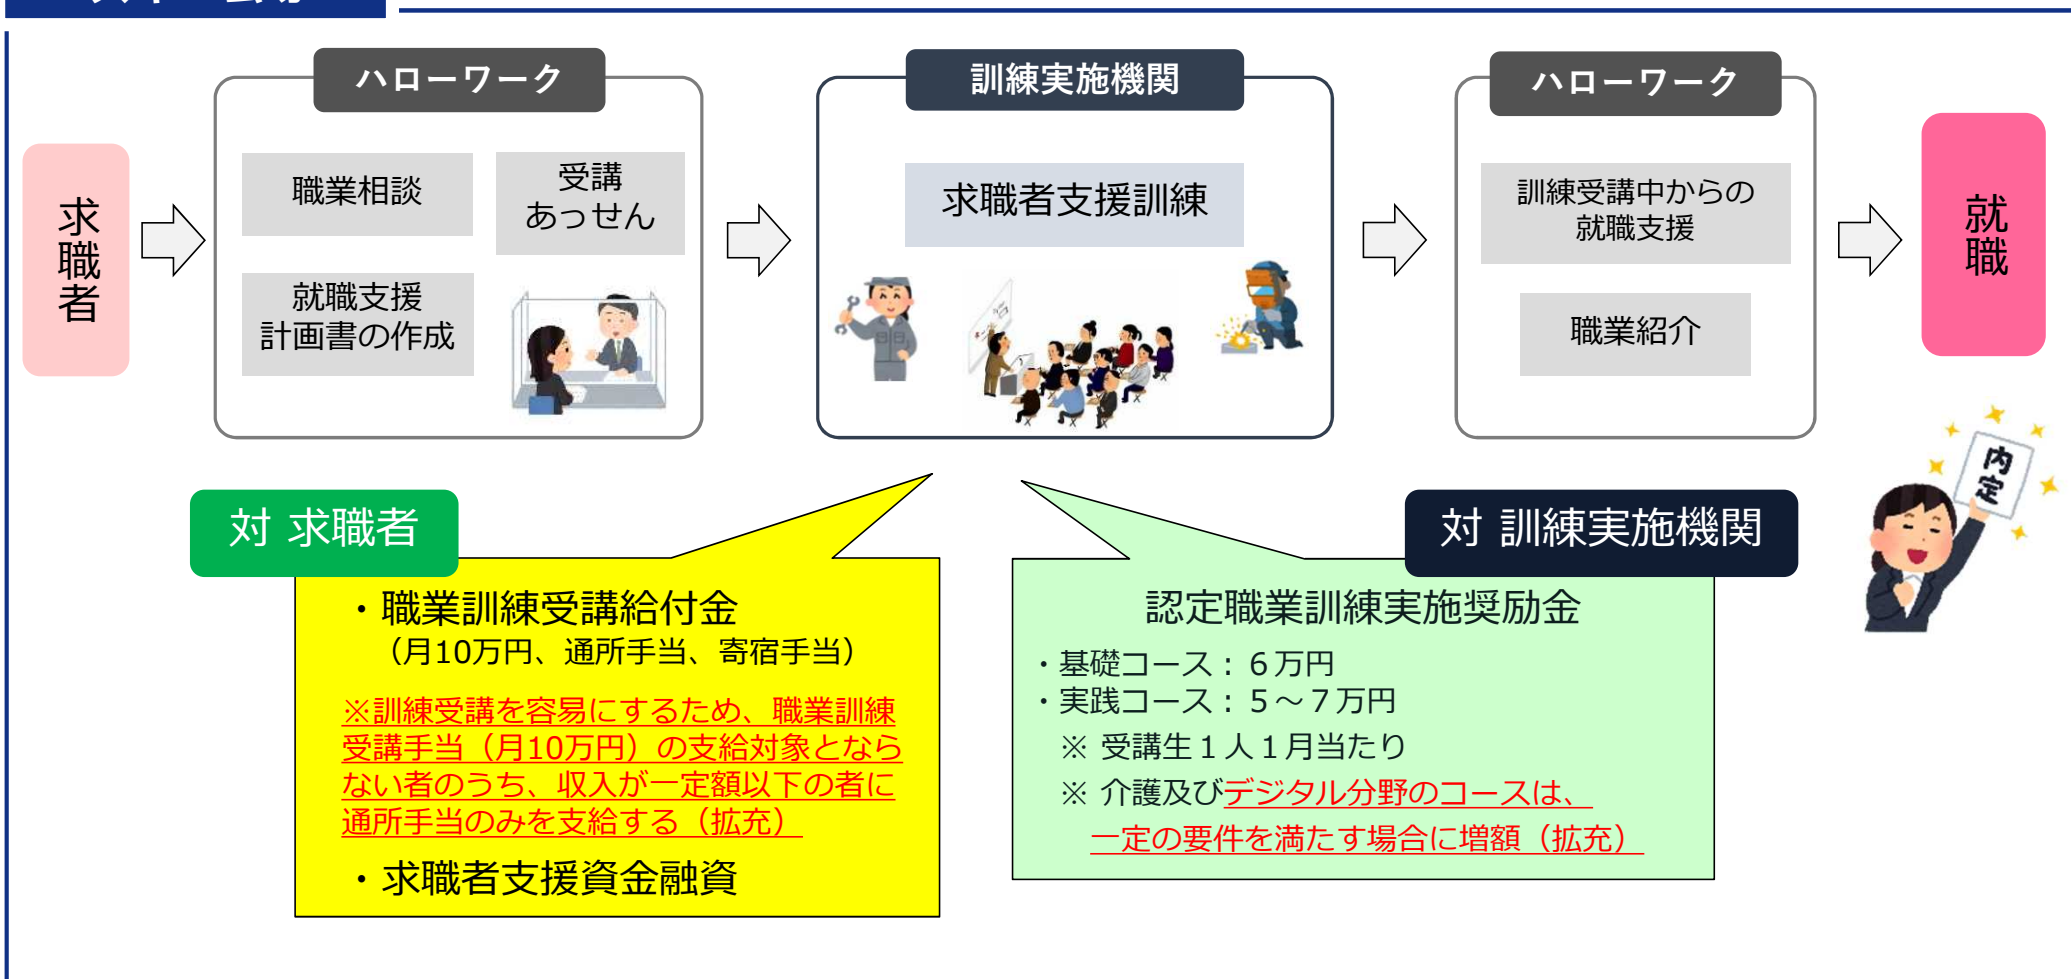 ハローワーク
訓練実施機関
ハローワーク
求職者
職業相談
受講
あっせん
就職支援
計画書の作成
求職者支援訓練
訓練受講中からの
就職支援
職業紹介
就職
内定
対 求職者
・職業訓練受講給付金
（月10万円、通所手当、寄宿手当）
※訓練受講を容易にするため、職業訓練
受講手当（月10万円）の支給対象となら
ない者のうち、収入が一定額以下の者に
通所手当のみを支給する（拡充）
・求職者支援資金融資
対 訓練実施機関
認定職業訓練実施奨励金
・基礎コース：６万円
・実践コース：５～７万円
※ 受講生１人１月当たり
※ 介護及びデジタル分野のコースは、
一定の要件を満たす場合に増額（拡充）